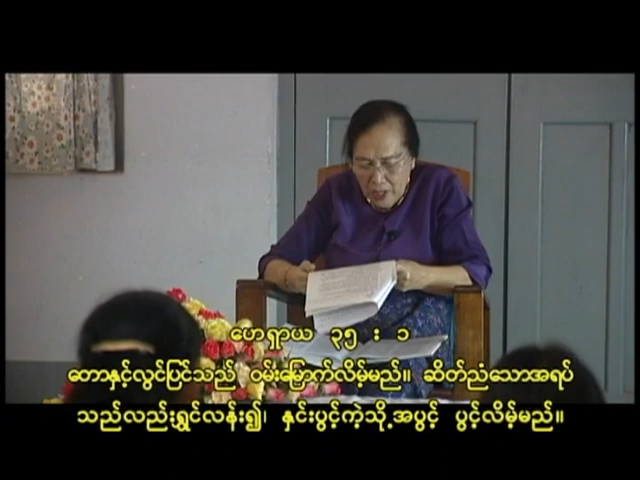 ဟေရှာယ ၃၅ : ၁
တောနှင့်လွင်ပြင်သည် ဝမ်းမြောက်လိမ့်မည်။ ဆိတ်ညံသောအရပ်
သည်လည်းရွှင်လန်း၍၊ နှင်းပွင့်ကဲ့သို့အပွင့် ပွင့်လိမ့်မည်။